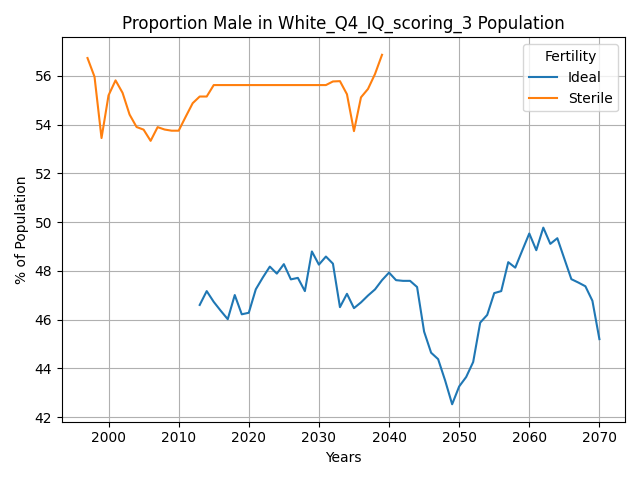 Proportion Male in White_Q4_IQ_scoring_3 Population
Fertility
Ideal
Sterile
% of Population
56
54
52
50
48
46
44
42
2000 2010 2020 2030 2040 2050 2060 2070
Years